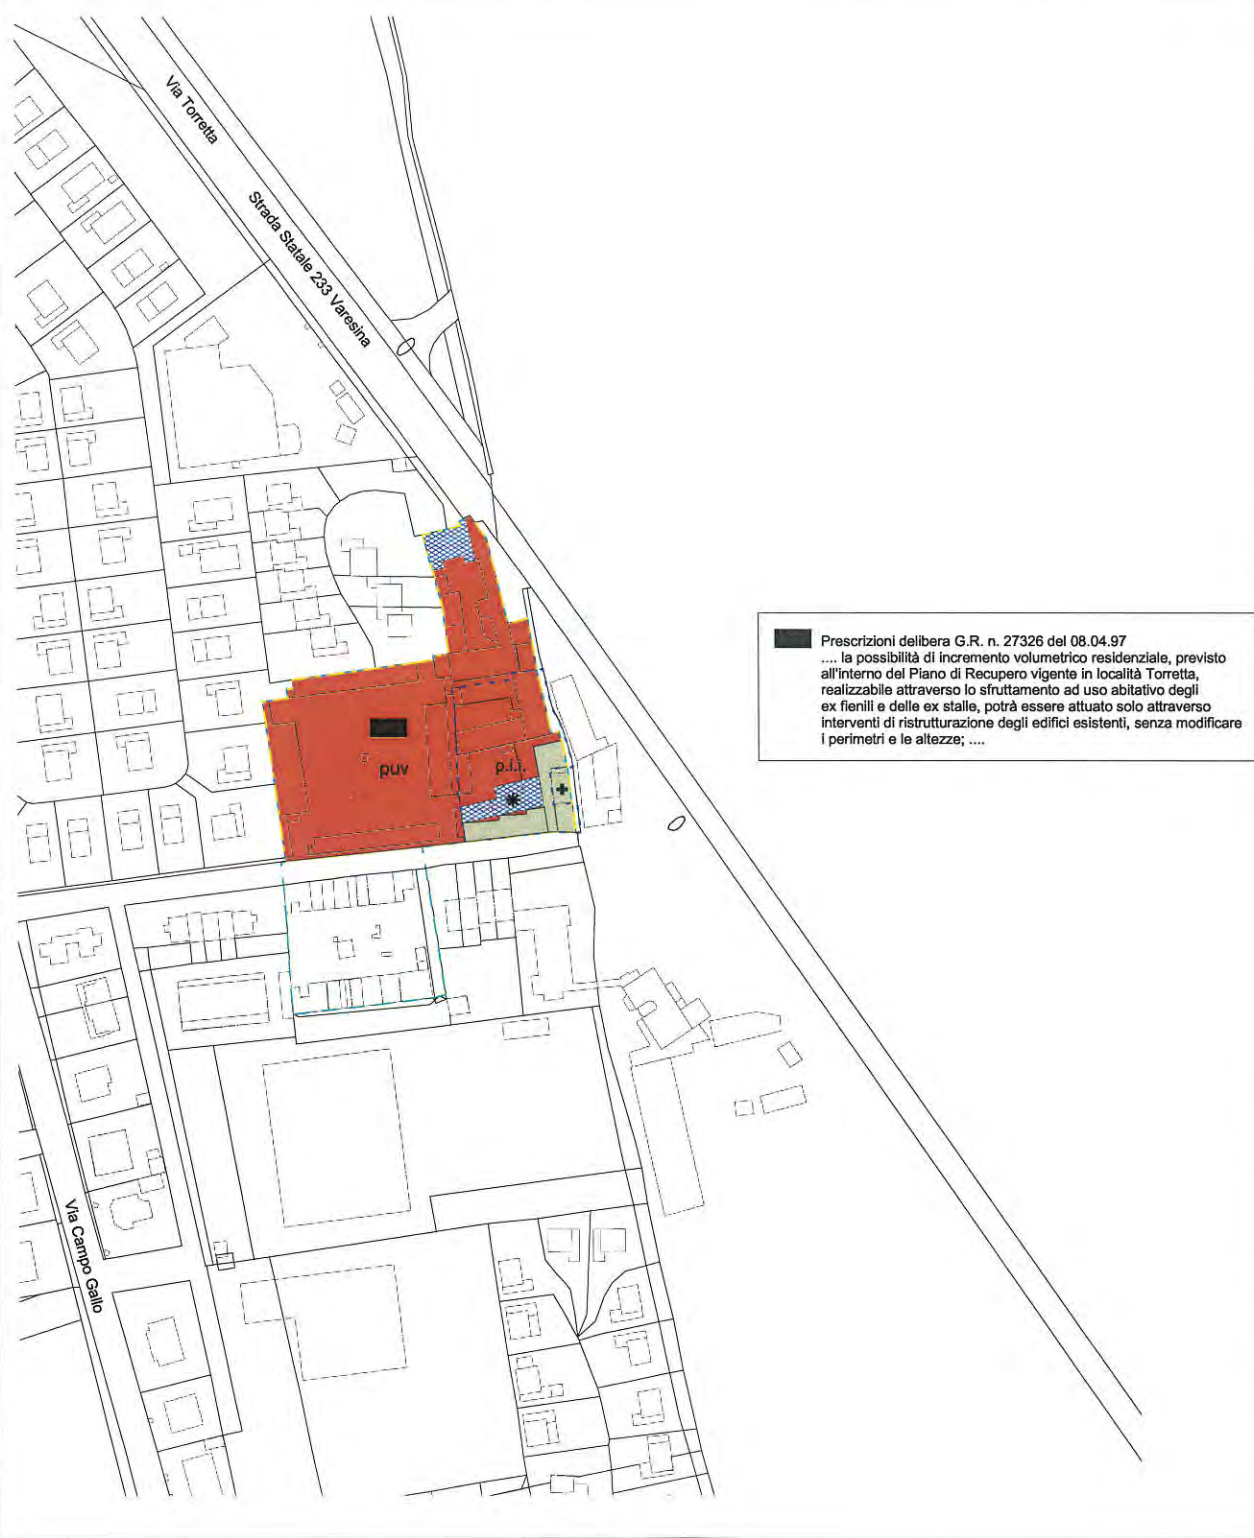 Via Torretta
Strada Statale 233 Varesina
Prescrizioni delibera G.R. n. 27326 del 08.04.97
.... la possibilità di incremento volumetrico residenziale, previsto
all'interno del Piano di Recupero vigente in località Torretta,
realizzabile attraverso lo sfruttamento ad uso abitativo degli
ex fienili e delle ex stalle, potrà essere attuato solo attraverso
interventi di ristrutturazione degli edifici esistenti, senza modificare
i perimetri e le altezze; ....
puv
p.i.i.
Via Campo Gallo